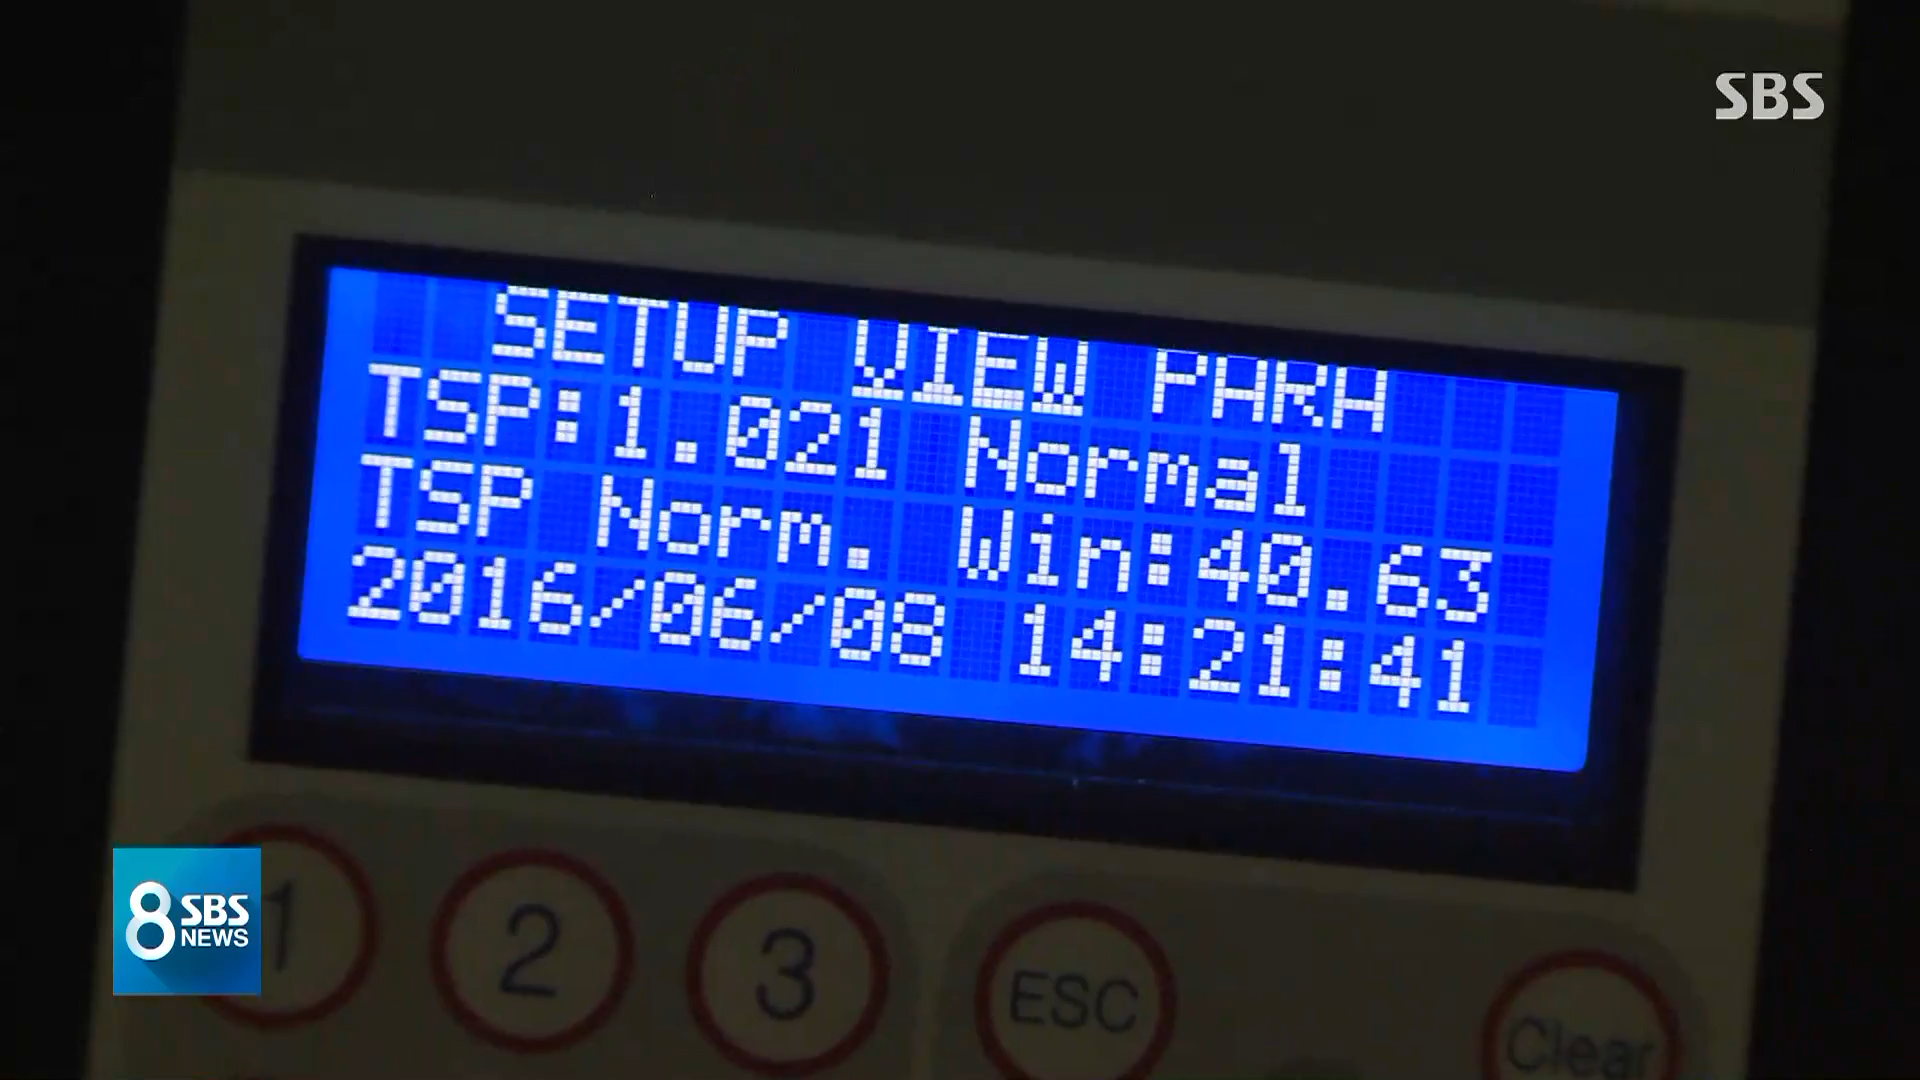 SBS
SETUP VIEW PARA
TSP:1.021 Normal
TSP Norm. Win:40.63
2016/06/08 14:21:41
1 2 3 ESC Clear
8 SBS NEWS